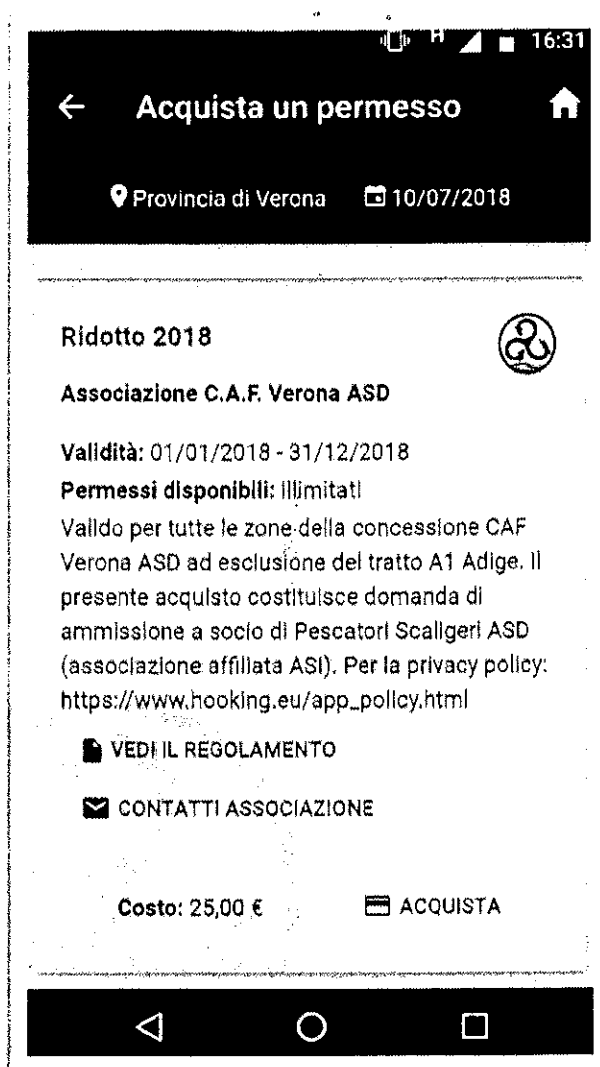 H 16:31
Acquista un permesso
Provincia di Verona 10/07/2018
Ridotto 2018
Associazione C.A.F. Verona ASD
Validità: 01/01/2018 - 31/12/2018
Permessi disponibili: illimitati
Valido per tutte le zone della concessione CAF
Verona ASD ad esclusione del tratto A1 Adige. Il
presente acquisto costituisce domanda di
ammissione a socio di Pescatori Scaligeri ASD
(associazione affiliata ASI). Per la privacy policy:
https://www.hooking.eu/app_policy.html
VEDI IL REGOLAMENTO
CONTATTI ASSOCIAZIONE
Costo: 25,00 € ACQUISTA